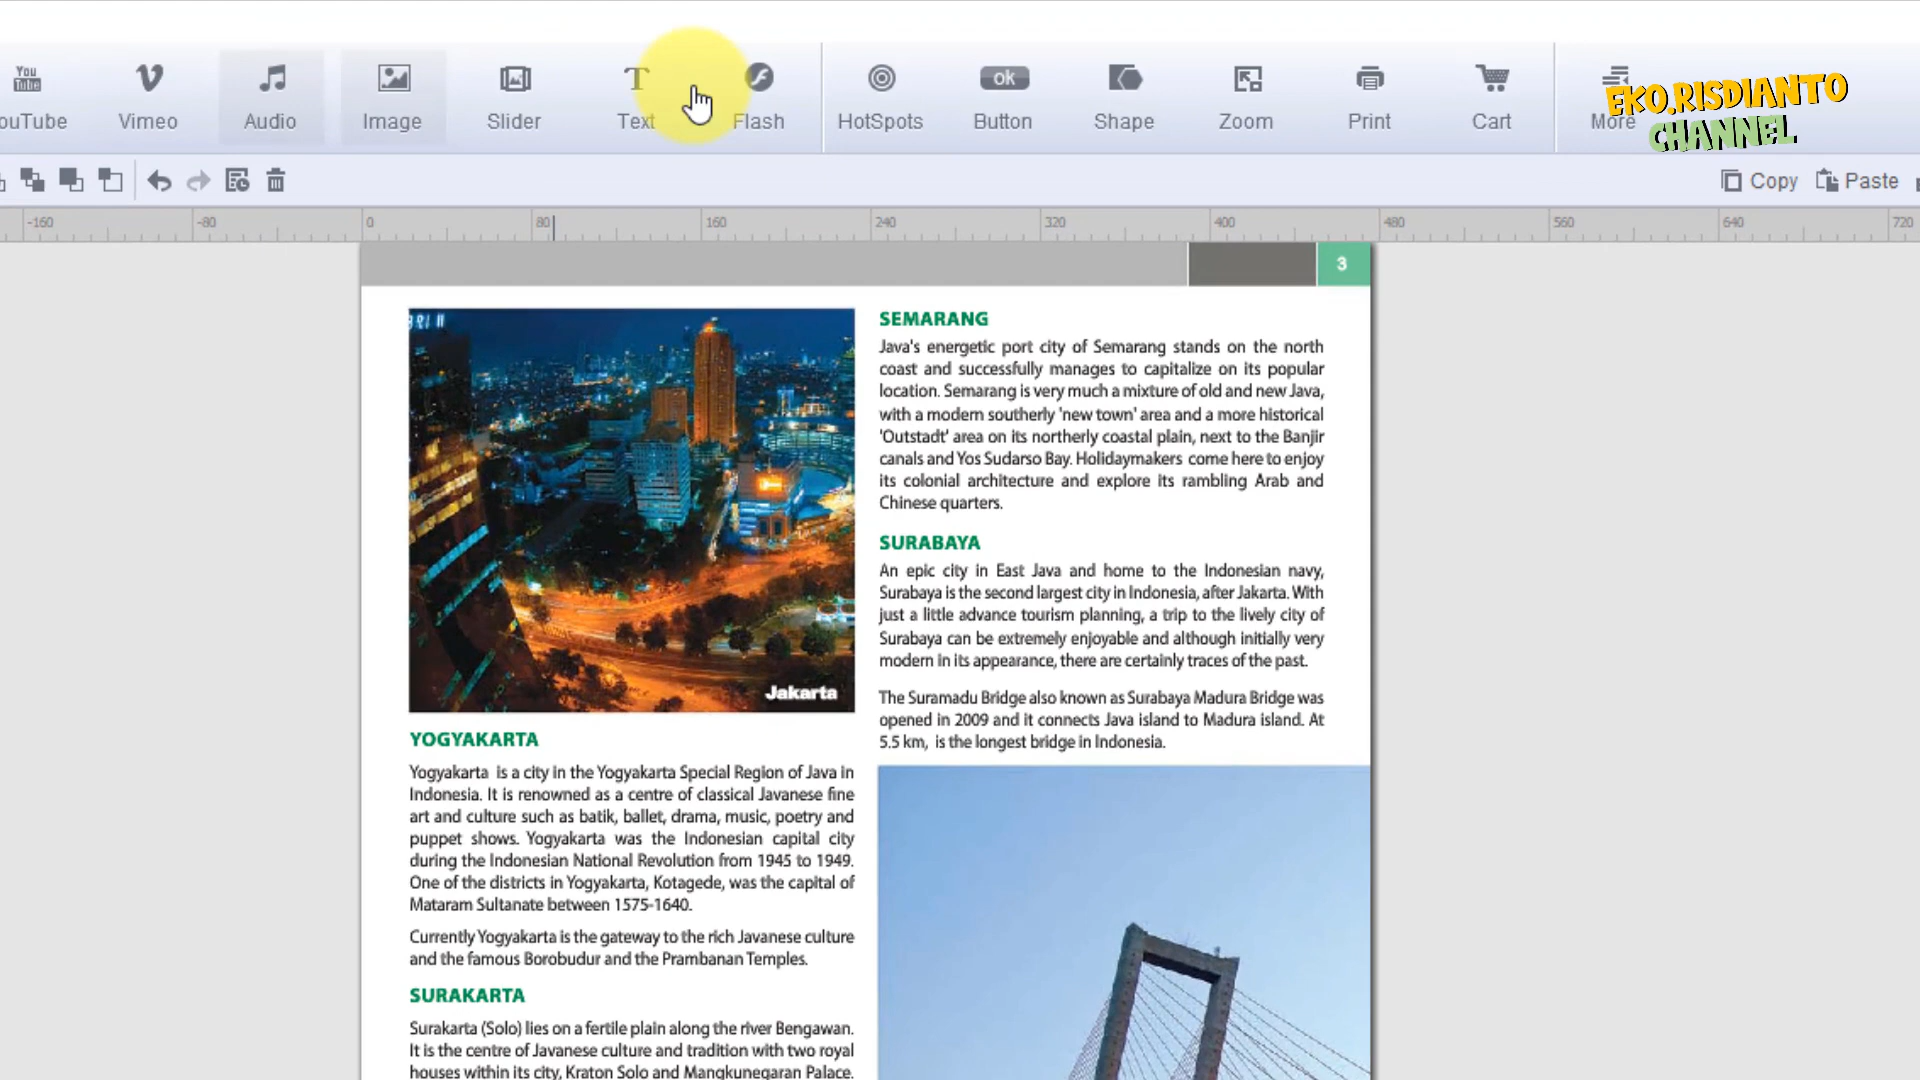 You
Tube
ok
ouTube Vimeo Audio Image Slider Text Flash HotSpots Button Shape Zoom Print Cart More
EKO.RISDIANTO
CHANNEL
Copy Paste
-160 -80 0 80 160 240 320 400 480 560 640 720
3
Jakarta
YOGYAKARTA
Yogyakarta is a city in the Yogyakarta Special Region of Java in
Indonesia. It is renowned as a centre of classical Javanese fine
art and culture such as batik, ballet, drama, music, poetry and
puppet shows. Yogyakarta was the Indonesian capital city
during the Indonesian National Revolution from 1945 to 1949.
One of the districts in Yogyakarta, Kotagede, was the capital of
Mataram Sultanate between 1575-1640.
Currently Yogyakarta is the gateway to the rich Javanese culture
and the famous Borobudur and the Prambanan Temples.
SURAKARTA
Surakarta (Solo) lies on a fertile plain along the river Bengawan.
It is the centre of Javanese culture and tradition with two royal
houses within its city, Kraton Solo and Mangkunegaran Palace.
SEMARANG
Java's energetic port city of Semarang stands on the north
coast and successfully manages to capitalize on its popular
location. Semarang is very much a mixture of old and new Java,
with a modern southerly 'new town' area and a more historical
'Outstadt' area on its northerly coastal plain, next to the Banjir
canals and Yos Sudarso Bay. Holidaymakers come here to enjoy
its colonial architecture and explore its rambling Arab and
Chinese quarters.
SURABAYA
An epic city in East Java and home to the Indonesian navy,
Surabaya is the second largest city in Indonesia, after Jakarta. With
just a little advance tourism planning, a trip to the lively city of
Surabaya can be extremely enjoyable and although initially very
modern in its appearance, there are certainly traces of the past.
The Suramadu Bridge also known as Surabaya Madura Bridge was
opened in 2009 and it connects Java island to Madura island. At
5.5 km, is the longest bridge in Indonesia.